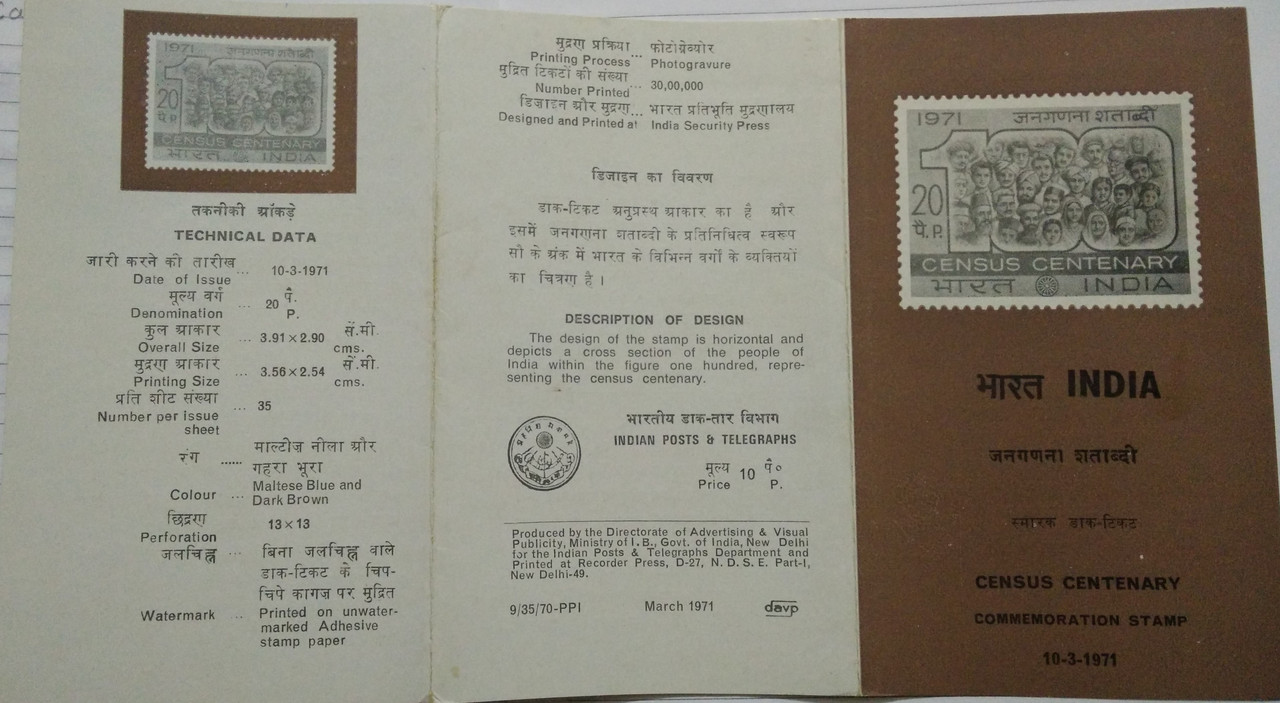 1971 जनगणना शताब्दी
100
20
पै. P.
CENSUS CENTENARY
भारत INDIA
तकनीकी आंकड़े
TECHNICAL DATA
जारी करने की तारीख
Date of Issue ... 10-3-1971
मूल्य वर्ग
Denomination ... 20 पै. P.
कुल आकार
Overall Size ... 3.91×2.90 सें.मी. cms.
मुद्रण आकार
Printing Size ... 3.56×2.54 सें.मी. cms.
प्रति शीट संख्या
Number per issue ... 35
sheet
रंग ...... माल्टीज़ नीला और
गहरा भूरा
Colour ... Maltese Blue and
Dark Brown
छिद्रण
Perforation 13×13
जलचिह्न ... बिना जलचिह्न वाले
डाक-टिकट के चिप-
चिपे कागज पर मुद्रित
Watermark .. Printed on unwater-
marked Adhesive
stamp paper
मुद्रण प्रक्रिया ... फोटोग्रेव्योर
Printing Process Photogravure
मुद्रित टिकटों की संख्या
Number Printed ... 30,00,000
डिजाइन और मुद्रण... भारत प्रतिभूति मुद्रणालय
Designed and Printed at India Security Press
डिजाइन का विवरण
डाक-टिकट अनुप्रस्थ आकार का है और
इसमें जनगणना शताब्दी के प्रतिनिधित्व स्वरूप
सौ के अंक में भारत के विभिन्न वर्गों के व्यक्तियों
का चित्रण है।
DESCRIPTION OF DESIGN
The design of the stamp is horizontal and
depicts a cross section of the people of
India within the figure one hundred, repre-
senting the census centenary.
भारतीय डाक-तार विभाग
INDIAN POSTS & TELEGRAPHS
मूल्य 10 पै०
Price P.
Produced by the Directorate of Advertising & Visual
Publicity, Ministry of I.B., Govt. of India, New Delhi
for the Indian Posts & Telegraphs Department and
Printed at Recorder Press, D-27, N. D. S. E. Part-I,
New Delhi-49.
9/35/70-PPI March 1971 davp
1971 जनगणना शताब्दी
100
20
पै. P.
CENSUS CENTENARY
भारत INDIA
भारत INDIA
जनगणना शताब्दी
स्मारक डाक-टिकट
CENSUS CENTENARY
COMMEMORATION STAMP
10-3-1971